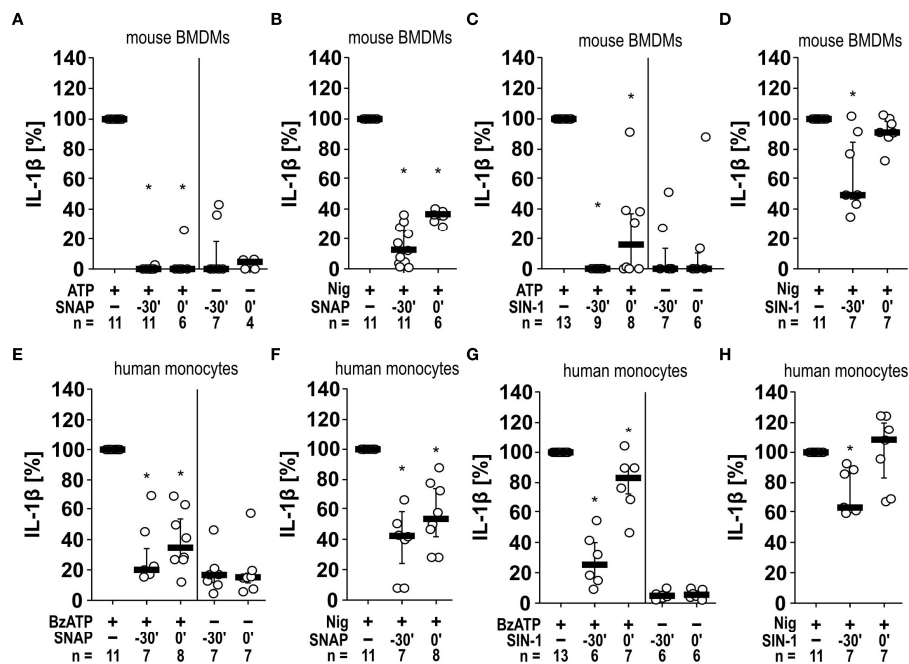 A
mouse BMDMs
IL-1β [%]
140
120
100
80
60
40
20
0
* *
ATP + + + − −
SNAP − -30' 0' -30' 0'
n = 11 11 6 7 4
B
mouse BMDMs
IL-1β [%]
140
120
100
80
60
40
20
0
* *
Nig + + +
SNAP − -30' 0'
n = 11 11 6
C
mouse BMDMs
IL-1β [%]
140
120
100
80
60
40
20
0
* *
ATP + + + − −
SIN-1 − -30' 0' -30' 0'
n = 13 9 8 7 6
D
mouse BMDMs
IL-1β [%]
140
120
100
80
60
40
20
0
*
Nig + + +
SIN-1 − -30' 0'
n = 11 7 7
E
human monocytes
IL-1β [%]
140
120
100
80
60
40
20
0
* *
BzATP + + + − −
SNAP − -30' 0' -30' 0'
n = 11 7 8 7 7
F
human monocytes
IL-1β [%]
140
120
100
80
60
40
20
0
* *
Nig + + +
SNAP − -30' 0'
n = 11 7 8
G
human monocytes
IL-1β [%]
140
120
100
80
60
40
20
0
* *
BzATP + + + − −
SIN-1 − -30' 0' -30' 0'
n = 13 6 7 6 6
H
human monocytes
IL-1β [%]
140
120
100
80
60
40
20
0
*
Nig + + +
SIN-1 − -30' 0'
n = 11 7 7